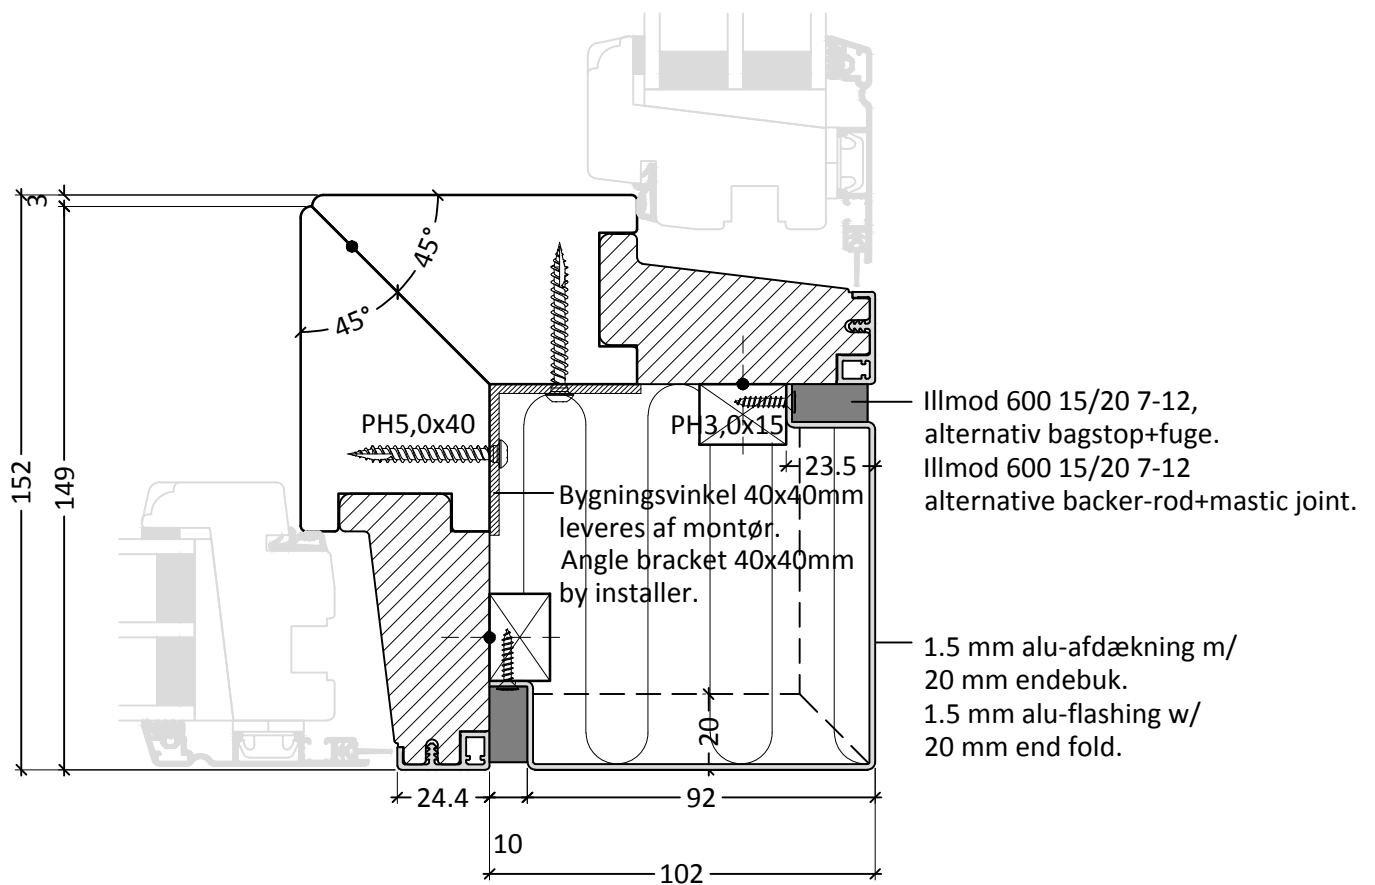 3
152
149
45°
45°
PH5,0x40
PH3,0x15
23.5
Illmod 600 15/20 7-12,
alternativ bagstop+fuge.
Illmod 600 15/20 7-12
alternative backer-rod+mastic joint.
Bygningsvinkel 40x40mm
leveres af montør.
Angle bracket 40x40mm
by installer.
1.5 mm alu-afdækning m/
20 mm endebuk.
1.5 mm alu-flashing w/
20 mm end fold.
20
24.4
92
10
102